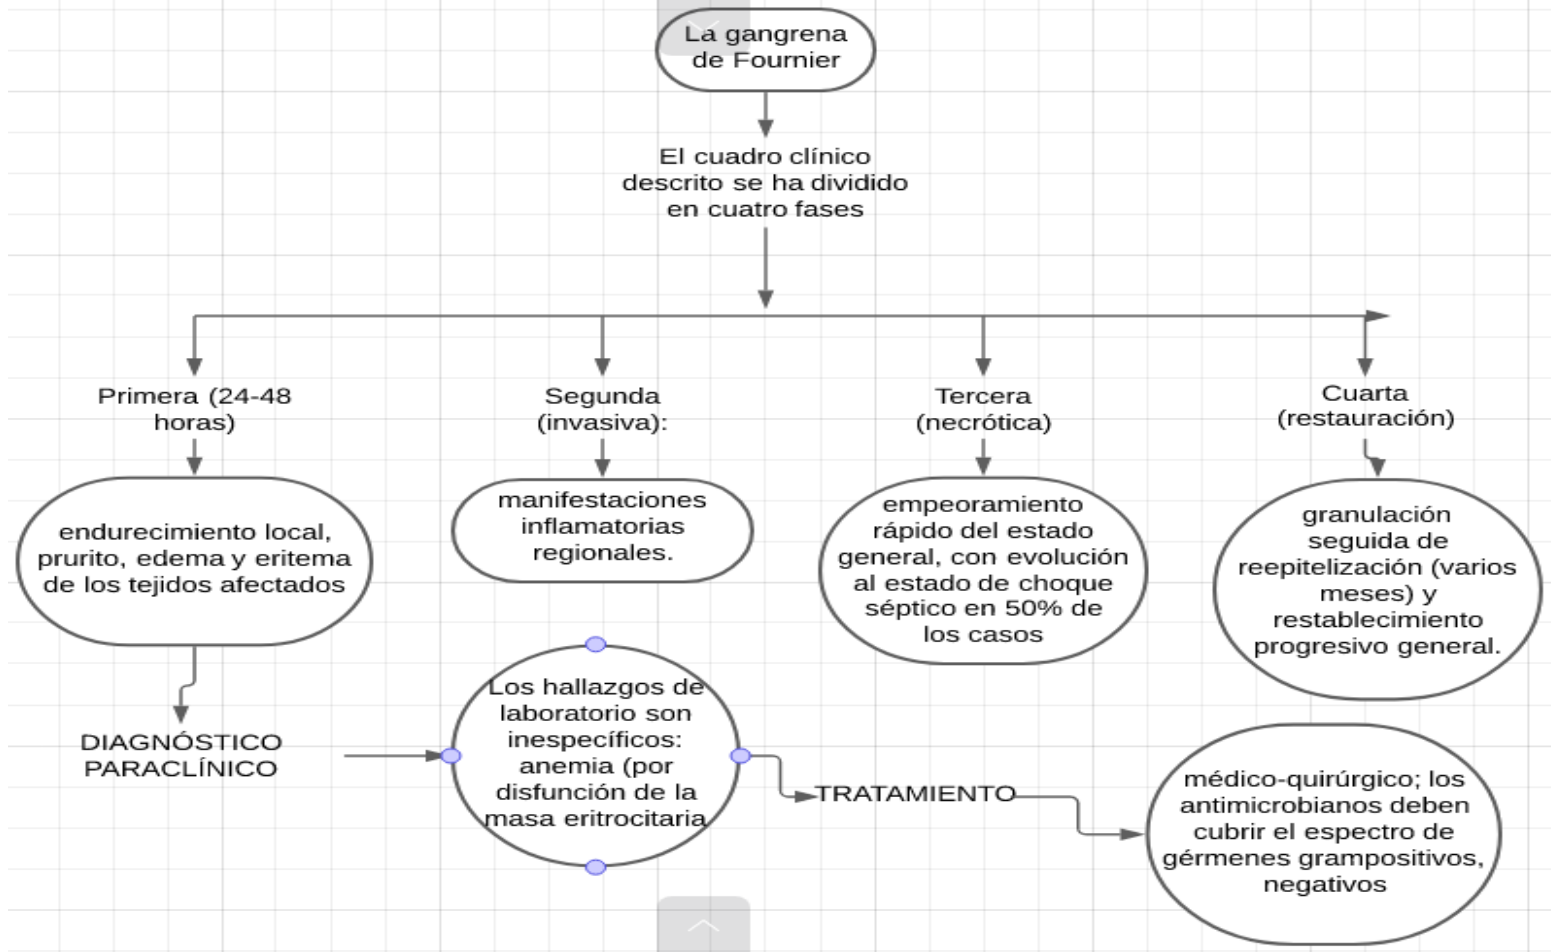 La gangrena
de Fournier
El cuadro clínico
descrito se ha dividido
en cuatro fases
Primera (24-48
horas)
Segunda
(invasiva):
Tercera
(necrótica)
Cuarta
(restauración)
endurecimiento local,
prurito, edema y eritema
de los tejidos afectados
manifestaciones
inflamatorias
regionales.
empeoramiento
rápido del estado
general, con evolución
al estado de choque
séptico en 50% de
los casos
granulación
seguida de
reepitelización (varios
meses) y
restablecimiento
progresivo general.
DIAGNÓSTICO
PARACLÍNICO
Los hallazgos de
laboratorio son
inespecíficos:
anemia (por
disfunción de la
masa eritrocitaria
TRATAMIENTO
médico-quirúrgico; los
antimicrobianos deben
cubrir el espectro de
gérmenes grampositivos,
negativos